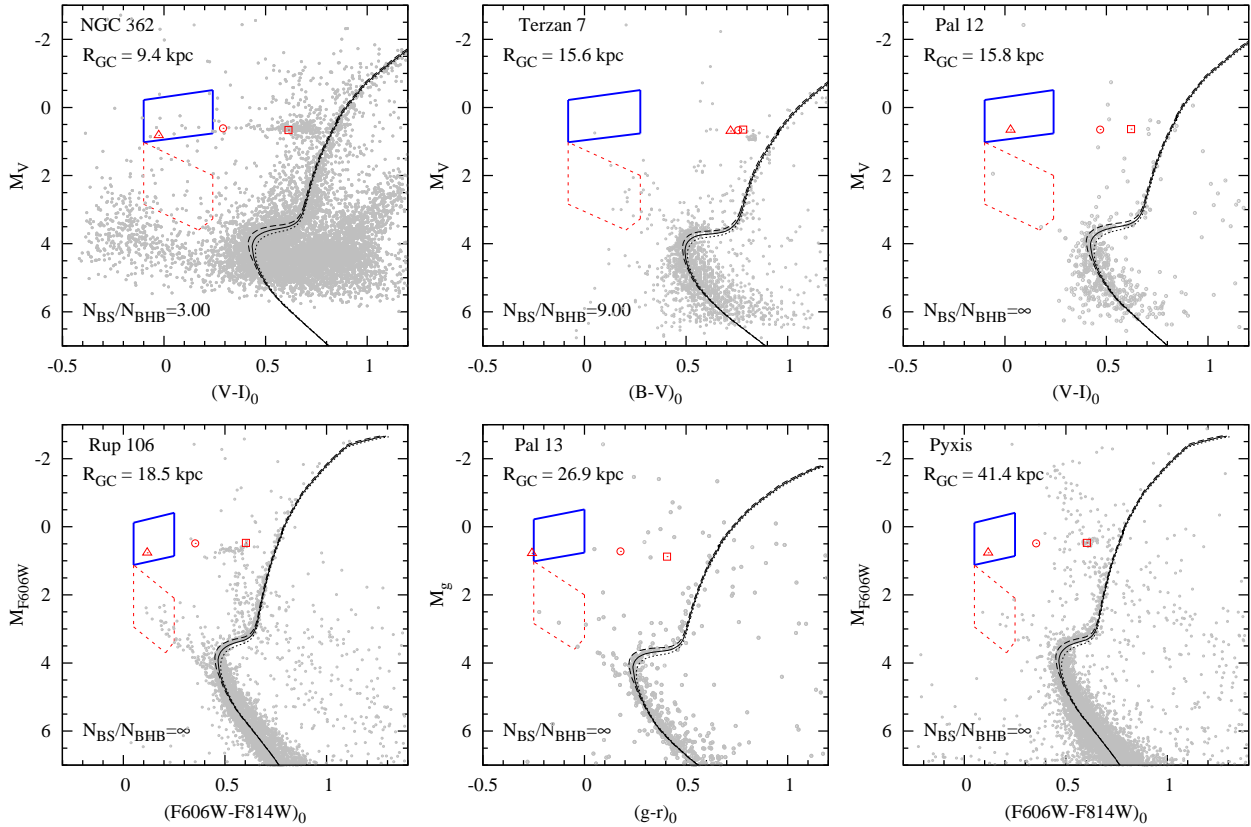 NGC 362
R_GC = 9.4 kpc
N_BS/N_BHB=3.00
M_V
-2
0
2
4
6
-0.5 0 0.5 1
(V-I)_0
Terzan 7
R_GC = 15.6 kpc
N_BS/N_BHB=9.00
M_V
-2
0
2
4
6
-0.5 0 0.5 1
(B-V)_0
Pal 12
R_GC = 15.8 kpc
N_BS/N_BHB=∞
M_V
-2
0
2
4
6
-0.5 0 0.5 1
(V-I)_0
Rup 106
R_GC = 18.5 kpc
N_BS/N_BHB=∞
M_F606W
-2
0
2
4
6
0 0.5 1
(F606W-F814W)_0
Pal 13
R_GC = 26.9 kpc
N_BS/N_BHB=∞
M_g
-2
0
2
4
6
-0.5 0 0.5 1
(g-r)_0
Pyxis
R_GC = 41.4 kpc
N_BS/N_BHB=∞
M_F606W
-2
0
2
4
6
0 0.5 1
(F606W-F814W)_0